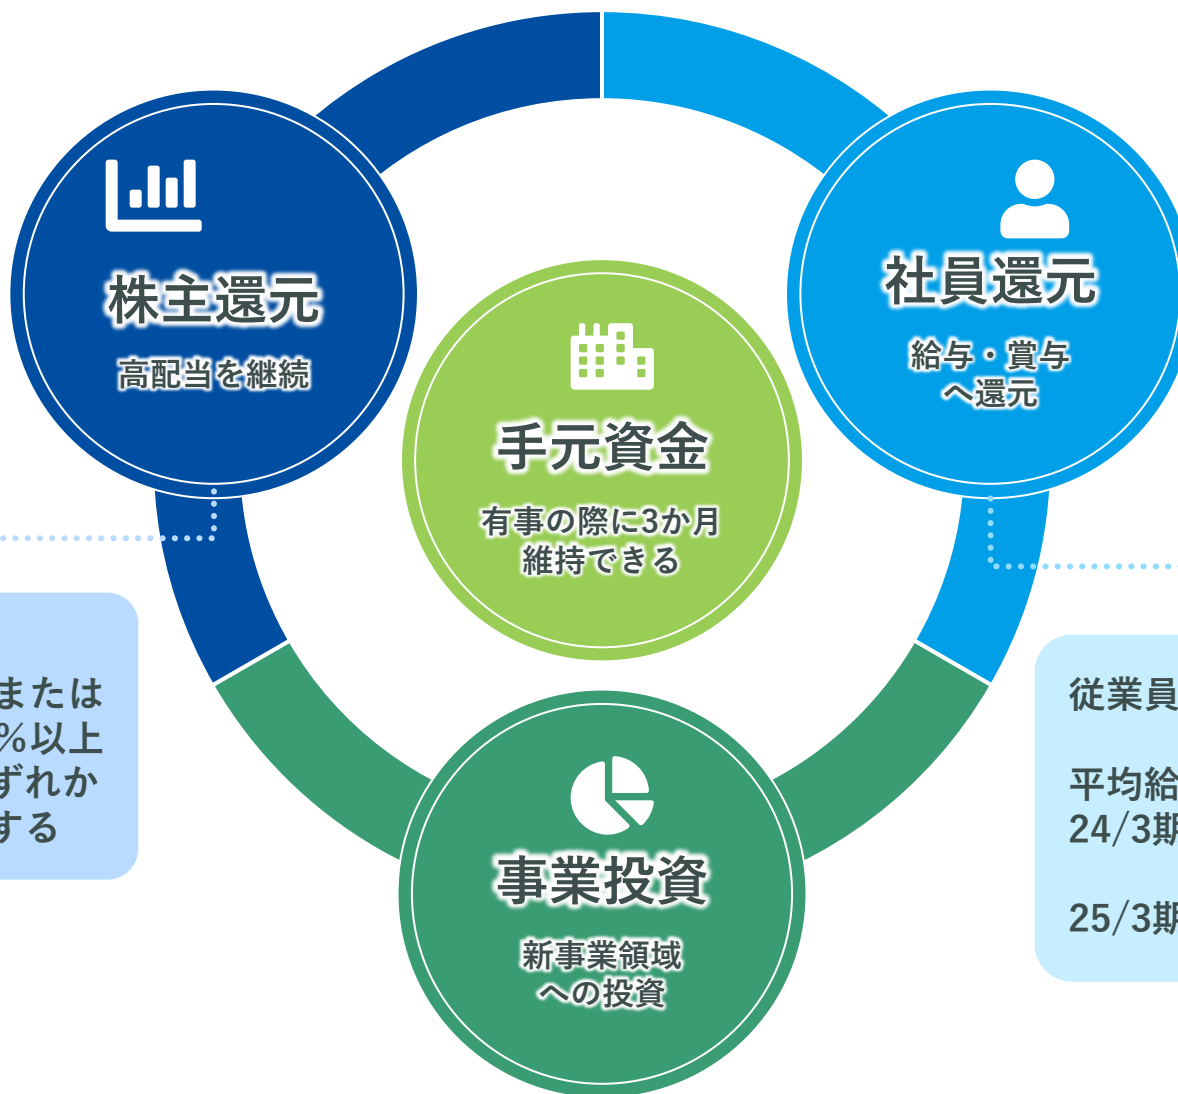 株主還元
高配当を継続
社員還元
給与・賞与
へ還元
手元資金
有事の際に3か月
維持できる
または
%以上
ずれか
する
従業員
平均給
24/3期
25/3期
事業投資
新事業領域
への投資